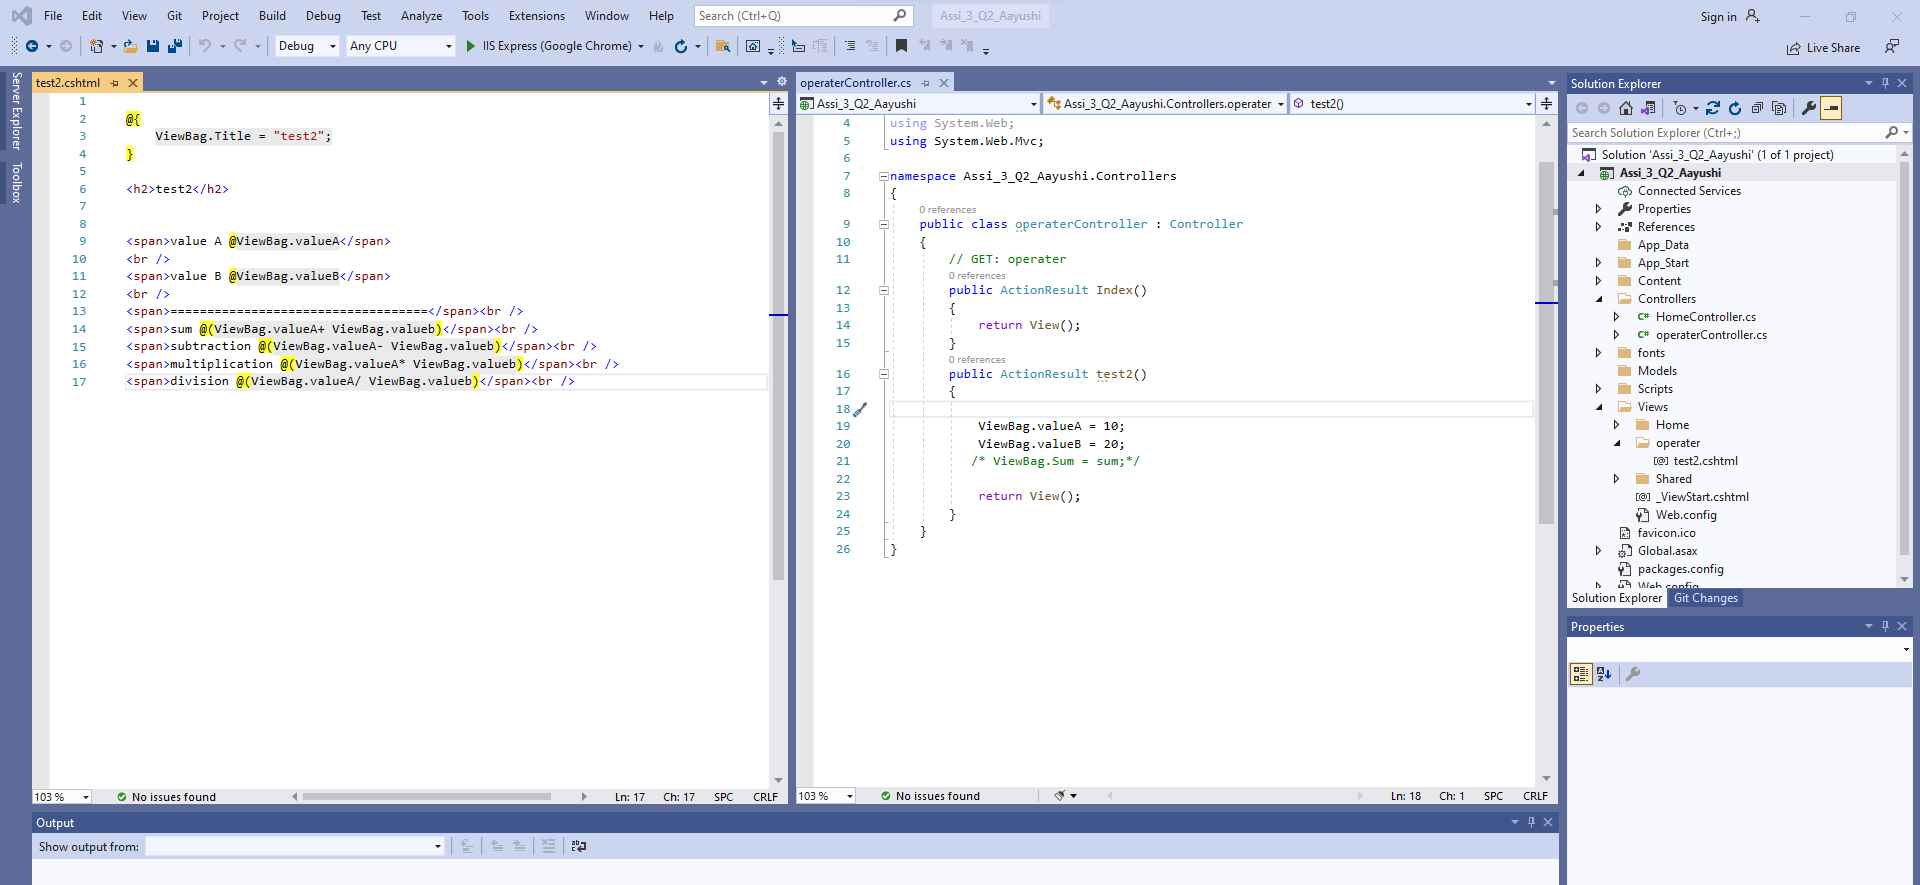 File Edit View Git Project Build Debug Test Analyze Tools Extensions Window Help Search (Ctrl+Q) Assi_3_Q2_Aayushi Sign in
Debug Any CPU IIS Express (Google Chrome) Live Share
Server Explorer
Toolbox
test2.cshtml
1
2 @{
3 ViewBag.Title = "test2";
4 }
5
6 <h2>test2</h2>
7
8
9 <span>value A @ViewBag.valueA</span>
10 <br />
11 <span>value B @ViewBag.valueB</span>
12 <br />
13 <span>===================================</span><br />
14 <span>sum @(ViewBag.valueA+ ViewBag.valueb)</span><br />
15 <span>subtraction @(ViewBag.valueA- ViewBag.valueb)</span><br />
16 <span>multiplication @(ViewBag.valueA* ViewBag.valueb)</span><br />
17 <span>division @(ViewBag.valueA/ ViewBag.valueb)</span><br />
103 % No issues found Ln: 17 Ch: 17 SPC CRLF
operaterController.cs
Assi_3_Q2_Aayushi Assi_3_Q2_Aayushi.Controllers.operater test2()
4 using System.Web;
5 using System.Web.Mvc;
6
7 namespace Assi_3_Q2_Aayushi.Controllers
8 {
0 references
9 public class operaterController : Controller
10 {
11 // GET: operater
0 references
12 public ActionResult Index()
13 {
14 return View();
15 }
0 references
16 public ActionResult test2()
17 {
18
19 ViewBag.valueA = 10;
20 ViewBag.valueB = 20;
21 /* ViewBag.Sum = sum;*/
22
23 return View();
24 }
25 }
26 }
103 % No issues found Ln: 18 Ch: 1 SPC CRLF
Solution Explorer
Search Solution Explorer (Ctrl+;)
Solution 'Assi_3_Q2_Aayushi' (1 of 1 project)
Assi_3_Q2_Aayushi
Connected Services
Properties
References
App_Data
App_Start
Content
Controllers
C# HomeController.cs
C# operaterController.cs
fonts
Models
Scripts
Views
Home
operater
[@] test2.cshtml
Shared
[@] _ViewStart.cshtml
Web.config
favicon.ico
Global.asax
packages.config
Web.config
Solution Explorer Git Changes
Properties
Output
Show output from: